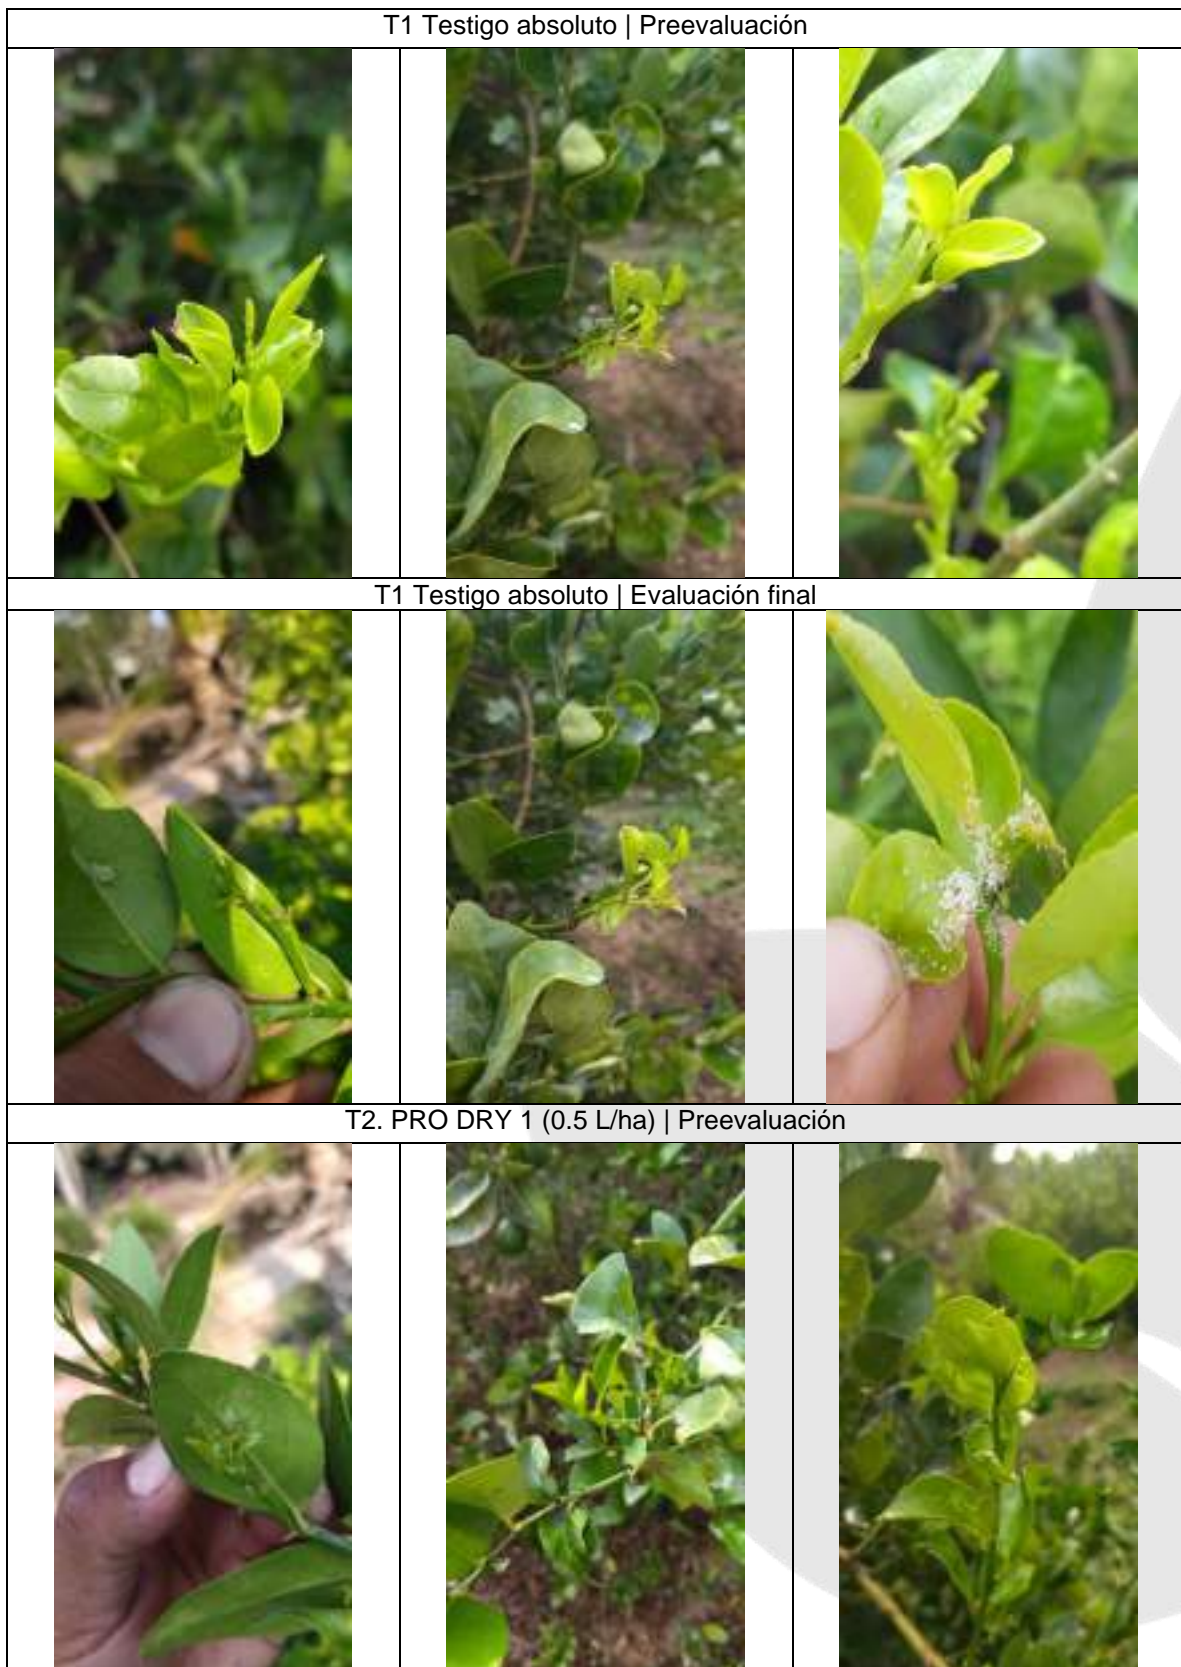 T1 Testigo absoluto | Preevaluación
T1 Testigo absoluto | Evaluación final
T2. PRO DRY 1 (0.5 L/ha) | Preevaluación